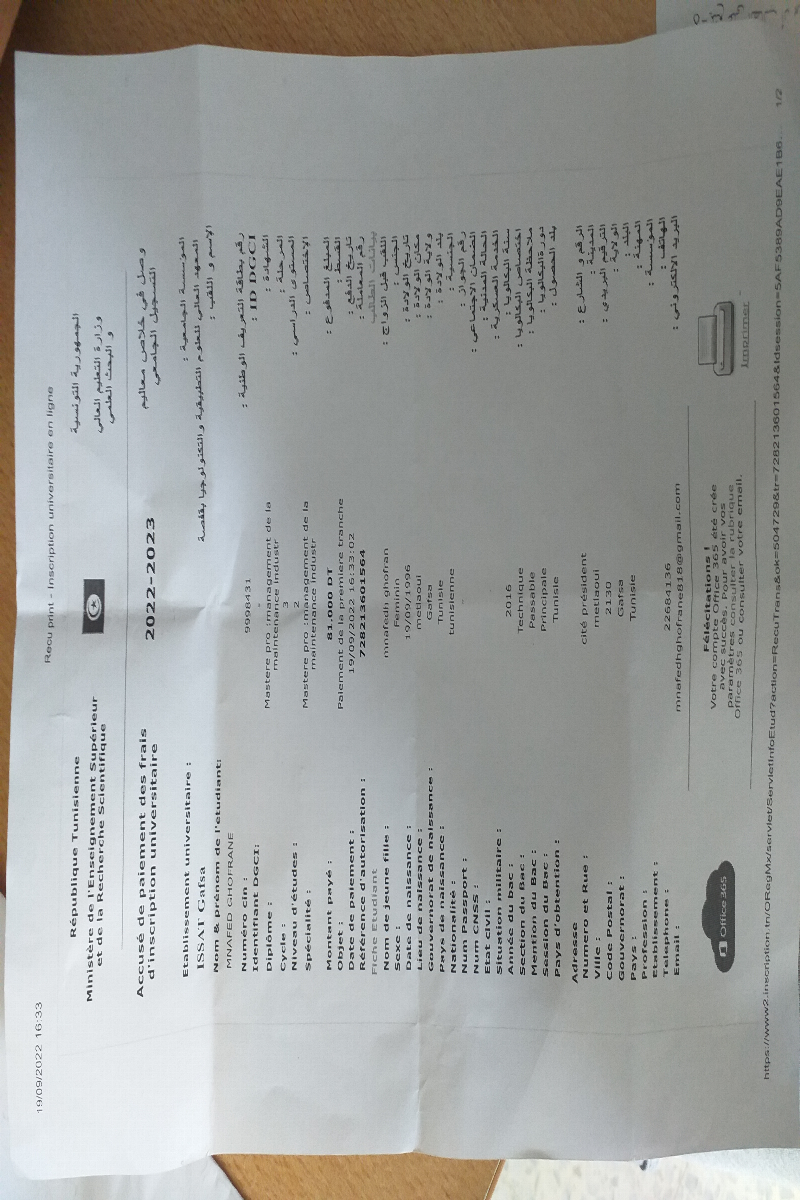 19/09/2022 16:33
Recu print - Inscription universitaire en ligne
République Tunisienne
الجمهورية التونسية
Ministère de l'Enseignement Supérieur
et de la Recherche Scientifique
وزارة التعليم العالي
و البحث العلمي
Accusé de paiement des frais
d'inscription universitaire
2022-2023
وصل في خلاص معاليم
التسجيل الجامعي
Etablissement universitaire : المؤسسة الجامعية :
ISSAT Gafsa المعهد العالي للعلوم التطبيقية والتكنولوجيا بقفصة
Nom & prénom de l'etudiant: الإسم و اللقب :
MNAFED GHOFRANE
Numéro cin : 9998431 رقم بطاقة التعريف الوطنية :
Identifiant DGCI: - : ID DGCI
Diplôme : Mastere pro :management de la maintenance Industr الشهادة :
Cycle : 3 المرحلة :
Niveau d'études : 2 المستوى الدراسي :
Spécialité : Mastere pro :management de la maintenance Industr الإختصاص :
Montant payé : 81.000 DT المبلغ المدفوع :
Objet : Paiement de la premiere tranche القسط :
Date de paiement : 19/09/2022 16:33:02 تاريخ الدفع :
Référence d'autorisation : 728213601564 رقم المعاملة :
Fiche Etudiant بيانات الطالب
Nom de jeune fille : mnafedh ghofran اللقب قبل الزواج :
Sexe : Feminin الجنس :
Date de naissance : 19/09/1996 تاريخ الولادة :
Lieu de naissance : metlaoui مكان الولادة :
Gouvernorat de naissance : Gafsa ولاية الولادة :
Pays de naissance : Tunisie بلد الولادة :
Nationalité : tunisienne الجنسية :
Num Passport : رقم الجواز :
Num CNSS : الضمان الاجتماعي :
Etat civil : الحالة المدنية :
Situation militaire : الخدمة العسكرية :
Année du bac : 2016 سنة البكالوريا :
Section du Bac : Technique اختصاص البكالوريا :
Mention du Bac : Passable ملاحظة البكالوريا :
Session du Bac : Principale دورة البكالوريا :
Pays d'obtention : Tunisie بلد الحصول :
Adresse
Numero et Rue : cité président الرقم و الشارع :
Ville : metlaoui المدينة :
Code Postal : 2130 الترقيم البريدي :
Gouvernorat : Gafsa الولاية :
Pays : Tunisie البلد :
Profession : المهنة :
Etablissement : المؤسسة :
Telephone : 22684136 الهاتف :
Email : mnafedhghofrane818@gmail.com البريد الالكتروني :
Office 365
Félécitations !
Votre compte Office 365 été crée
avec succès. Pour avoir vos
paramètres consulter la rubrique
Office 365 ou consulter votre email.
Imprimer
https://www2.inscription.tn/ORegMx/servlet/ServletInfoEtud?action=RecuTrans&ok=504729&tr=728213601564&Idsession=5AF5389AD9EAE1B6... 1/2